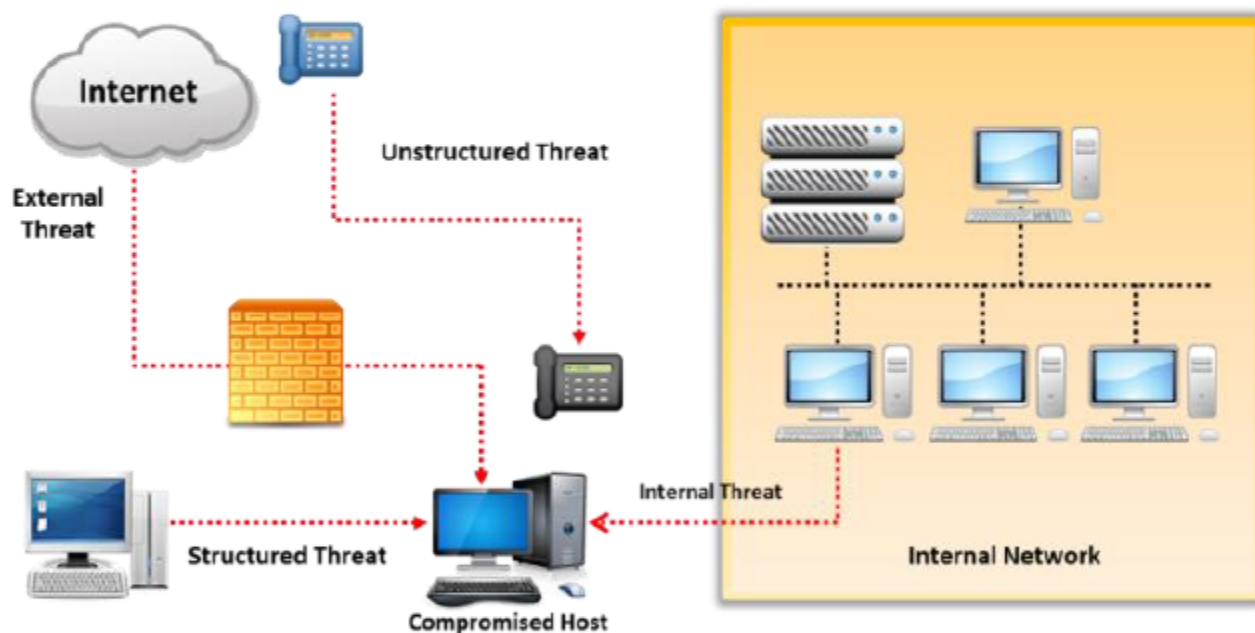 Internet
Unstructured Threat
External
Threat
Internal Threat
Structured Threat
Internal Network
Compromised Host